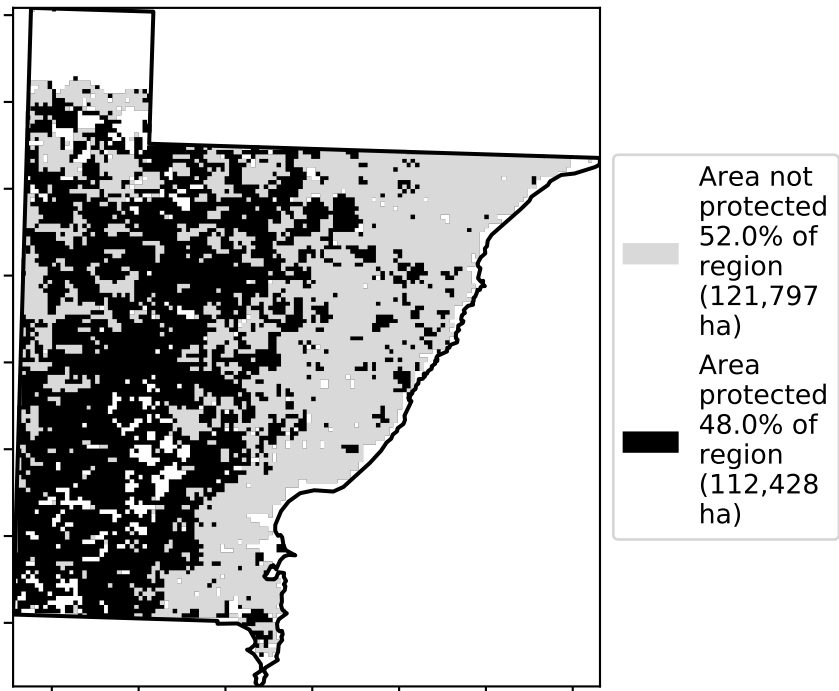 Area not
protected
52.0% of
region
(121,797
ha)
Area
protected
48.0% of
region
(112,428
ha)